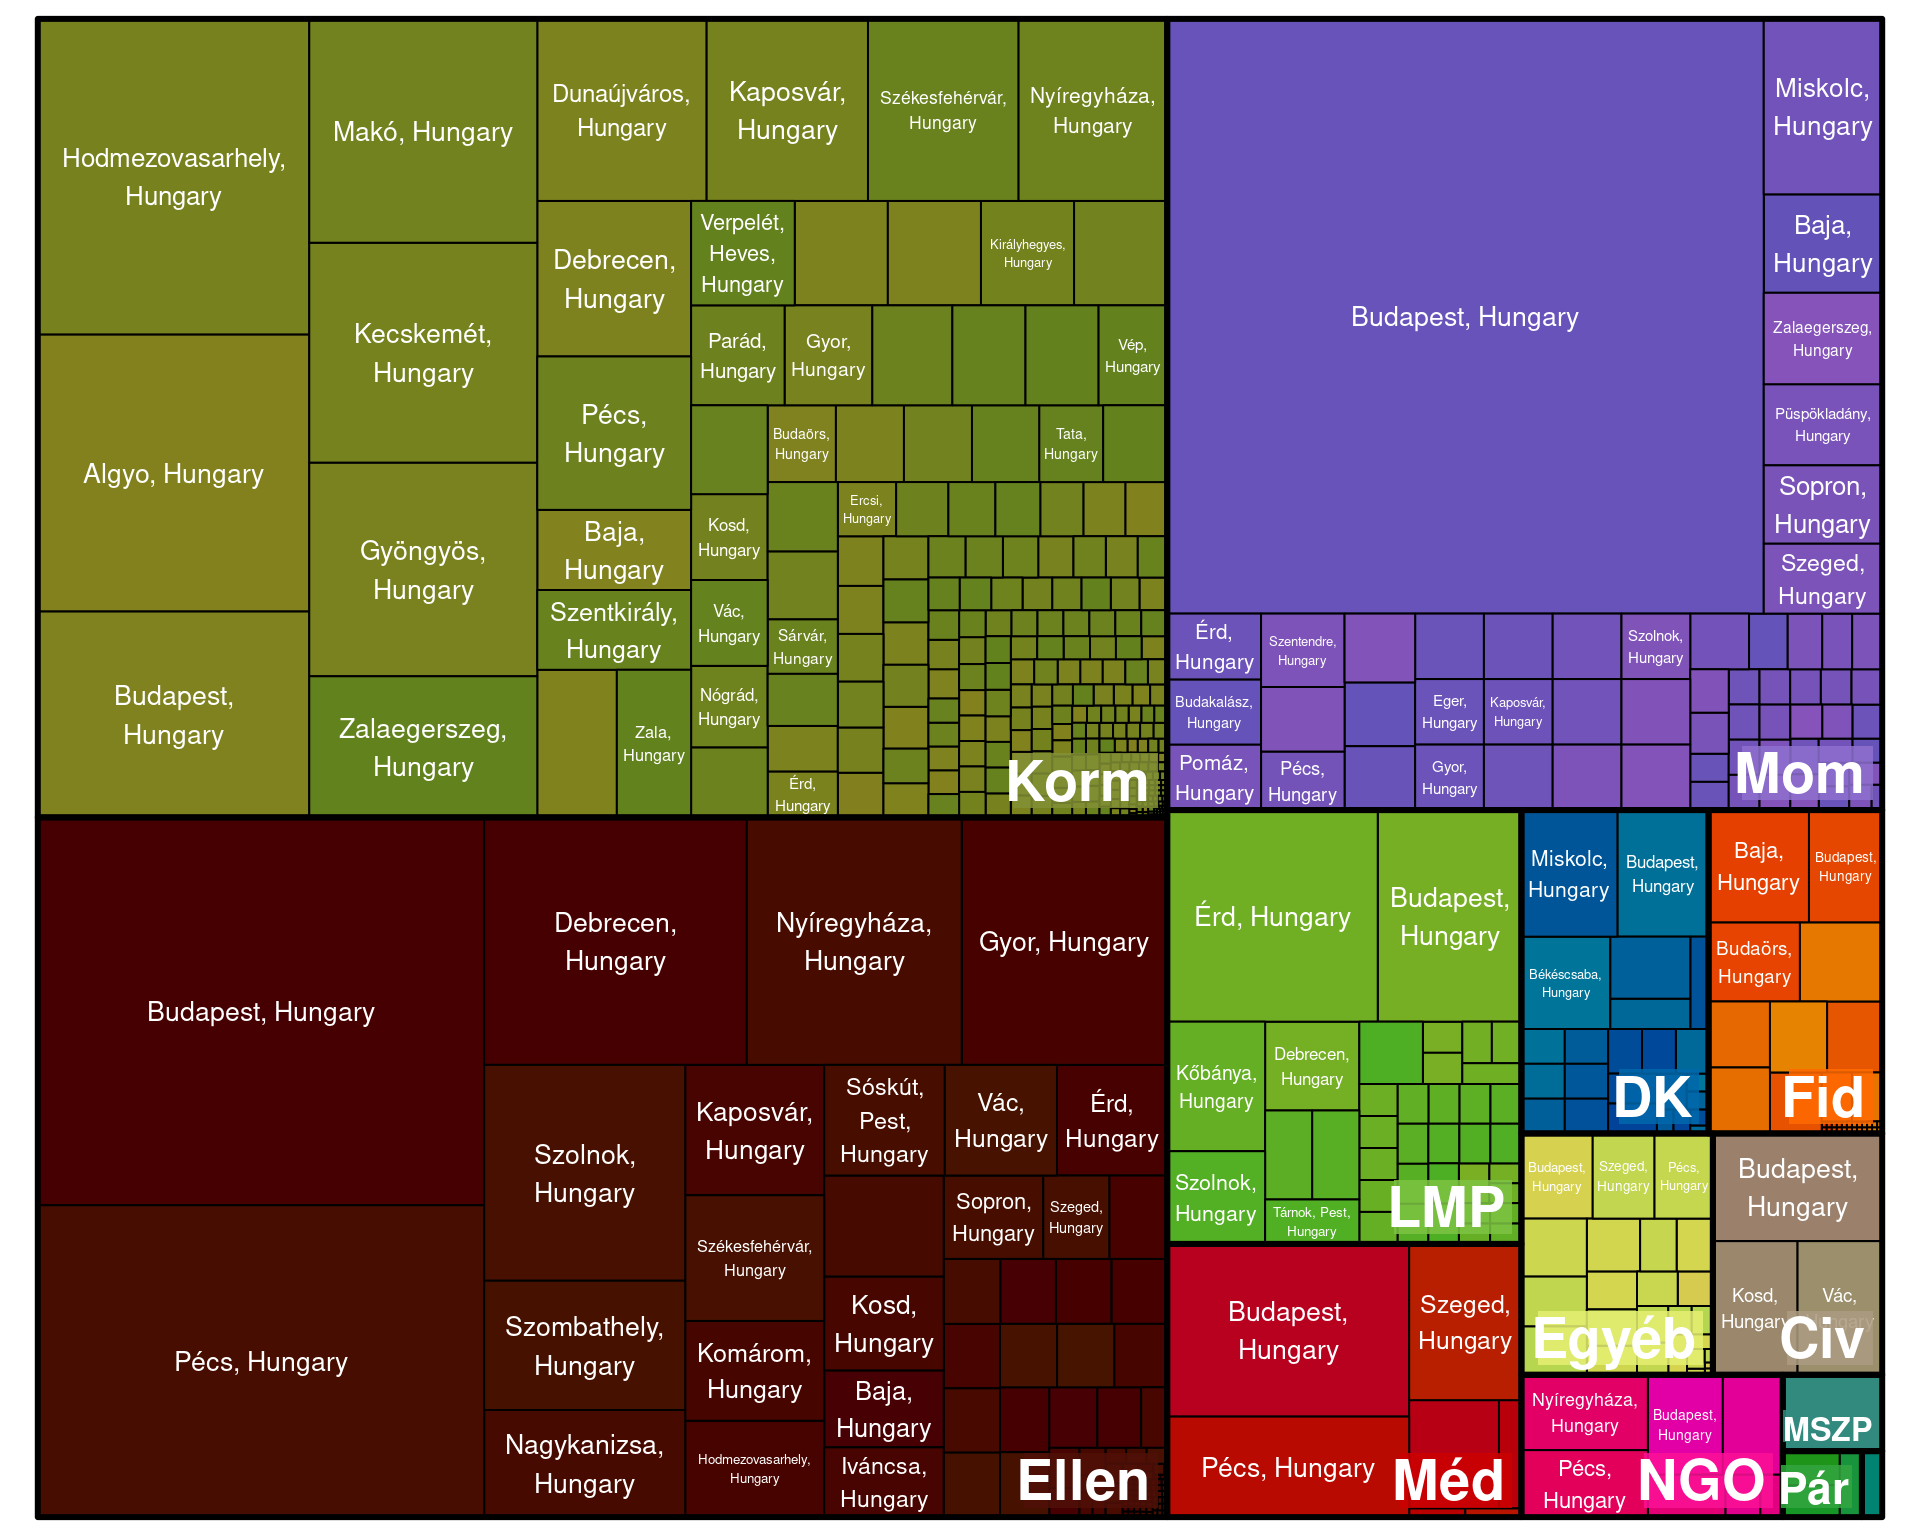 Hodmezovasarhely,
Hungary
Algyo, Hungary
Budapest,
Hungary
Makó, Hungary
Kecskemét,
Hungary
Gyöngyös,
Hungary
Zalaegerszeg,
Hungary
Dunaújváros,
Hungary
Kaposvár,
Hungary
Székesfehérvár,
Hungary
Nyíregyháza,
Hungary
Debrecen,
Hungary
Pécs,
Hungary
Baja,
Hungary
Szentkirály,
Hungary
Zala,
Hungary
Verpelét,
Heves,
Hungary
Királyhegyes,
Hungary
Parád,
Hungary
Gyor,
Hungary
Vép,
Hungary
Budaörs,
Hungary
Tata,
Hungary
Kosd,
Hungary
Ercsi,
Hungary
Vác,
Hungary
Sárvár,
Hungary
Nógrád,
Hungary
Érd,
Hungary
Korm
Budapest, Hungary
Miskolc,
Hungary
Baja,
Hungary
Zalaegerszeg,
Hungary
Püspökladány,
Hungary
Sopron,
Hungary
Szeged,
Hungary
Érd,
Hungary
Szentendre,
Hungary
Szolnok,
Hungary
Budakalász,
Hungary
Eger,
Hungary
Kaposvár,
Hungary
Pomáz,
Hungary
Pécs,
Hungary
Gyor,
Hungary
Mom
Budapest, Hungary
Pécs, Hungary
Debrecen,
Hungary
Nyíregyháza,
Hungary
Gyor, Hungary
Szolnok,
Hungary
Szombathely,
Hungary
Nagykanizsa,
Hungary
Kaposvár,
Hungary
Székesfehérvár,
Hungary
Komárom,
Hungary
Hodmezovasarhely,
Hungary
Sóskút,
Pest,
Hungary
Vác,
Hungary
Érd,
Hungary
Sopron,
Hungary
Szeged,
Hungary
Kosd,
Hungary
Baja,
Hungary
Iváncsa,
Hungary
Ellen
Érd, Hungary
Budapest,
Hungary
Kőbánya,
Hungary
Debrecen,
Hungary
Szolnok,
Hungary
Tárnok, Pest,
Hungary
LMP
Budapest,
Hungary
Szeged,
Hungary
Pécs, Hungary
Méd
Miskolc,
Hungary
Budapest,
Hungary
Békéscsaba,
Hungary
DK
Baja,
Hungary
Budapest,
Hungary
Budaörs,
Hungary
Fid
Budapest,
Hungary
Szeged,
Hungary
Pécs,
Hungary
Egyéb
Budapest,
Hungary
Kosd,
Hungary
Vác,
Hungary
Civ
Nyíregyháza,
Hungary
Budapest,
Hungary
Pécs,
Hungary
NGO
MSZP
Pár